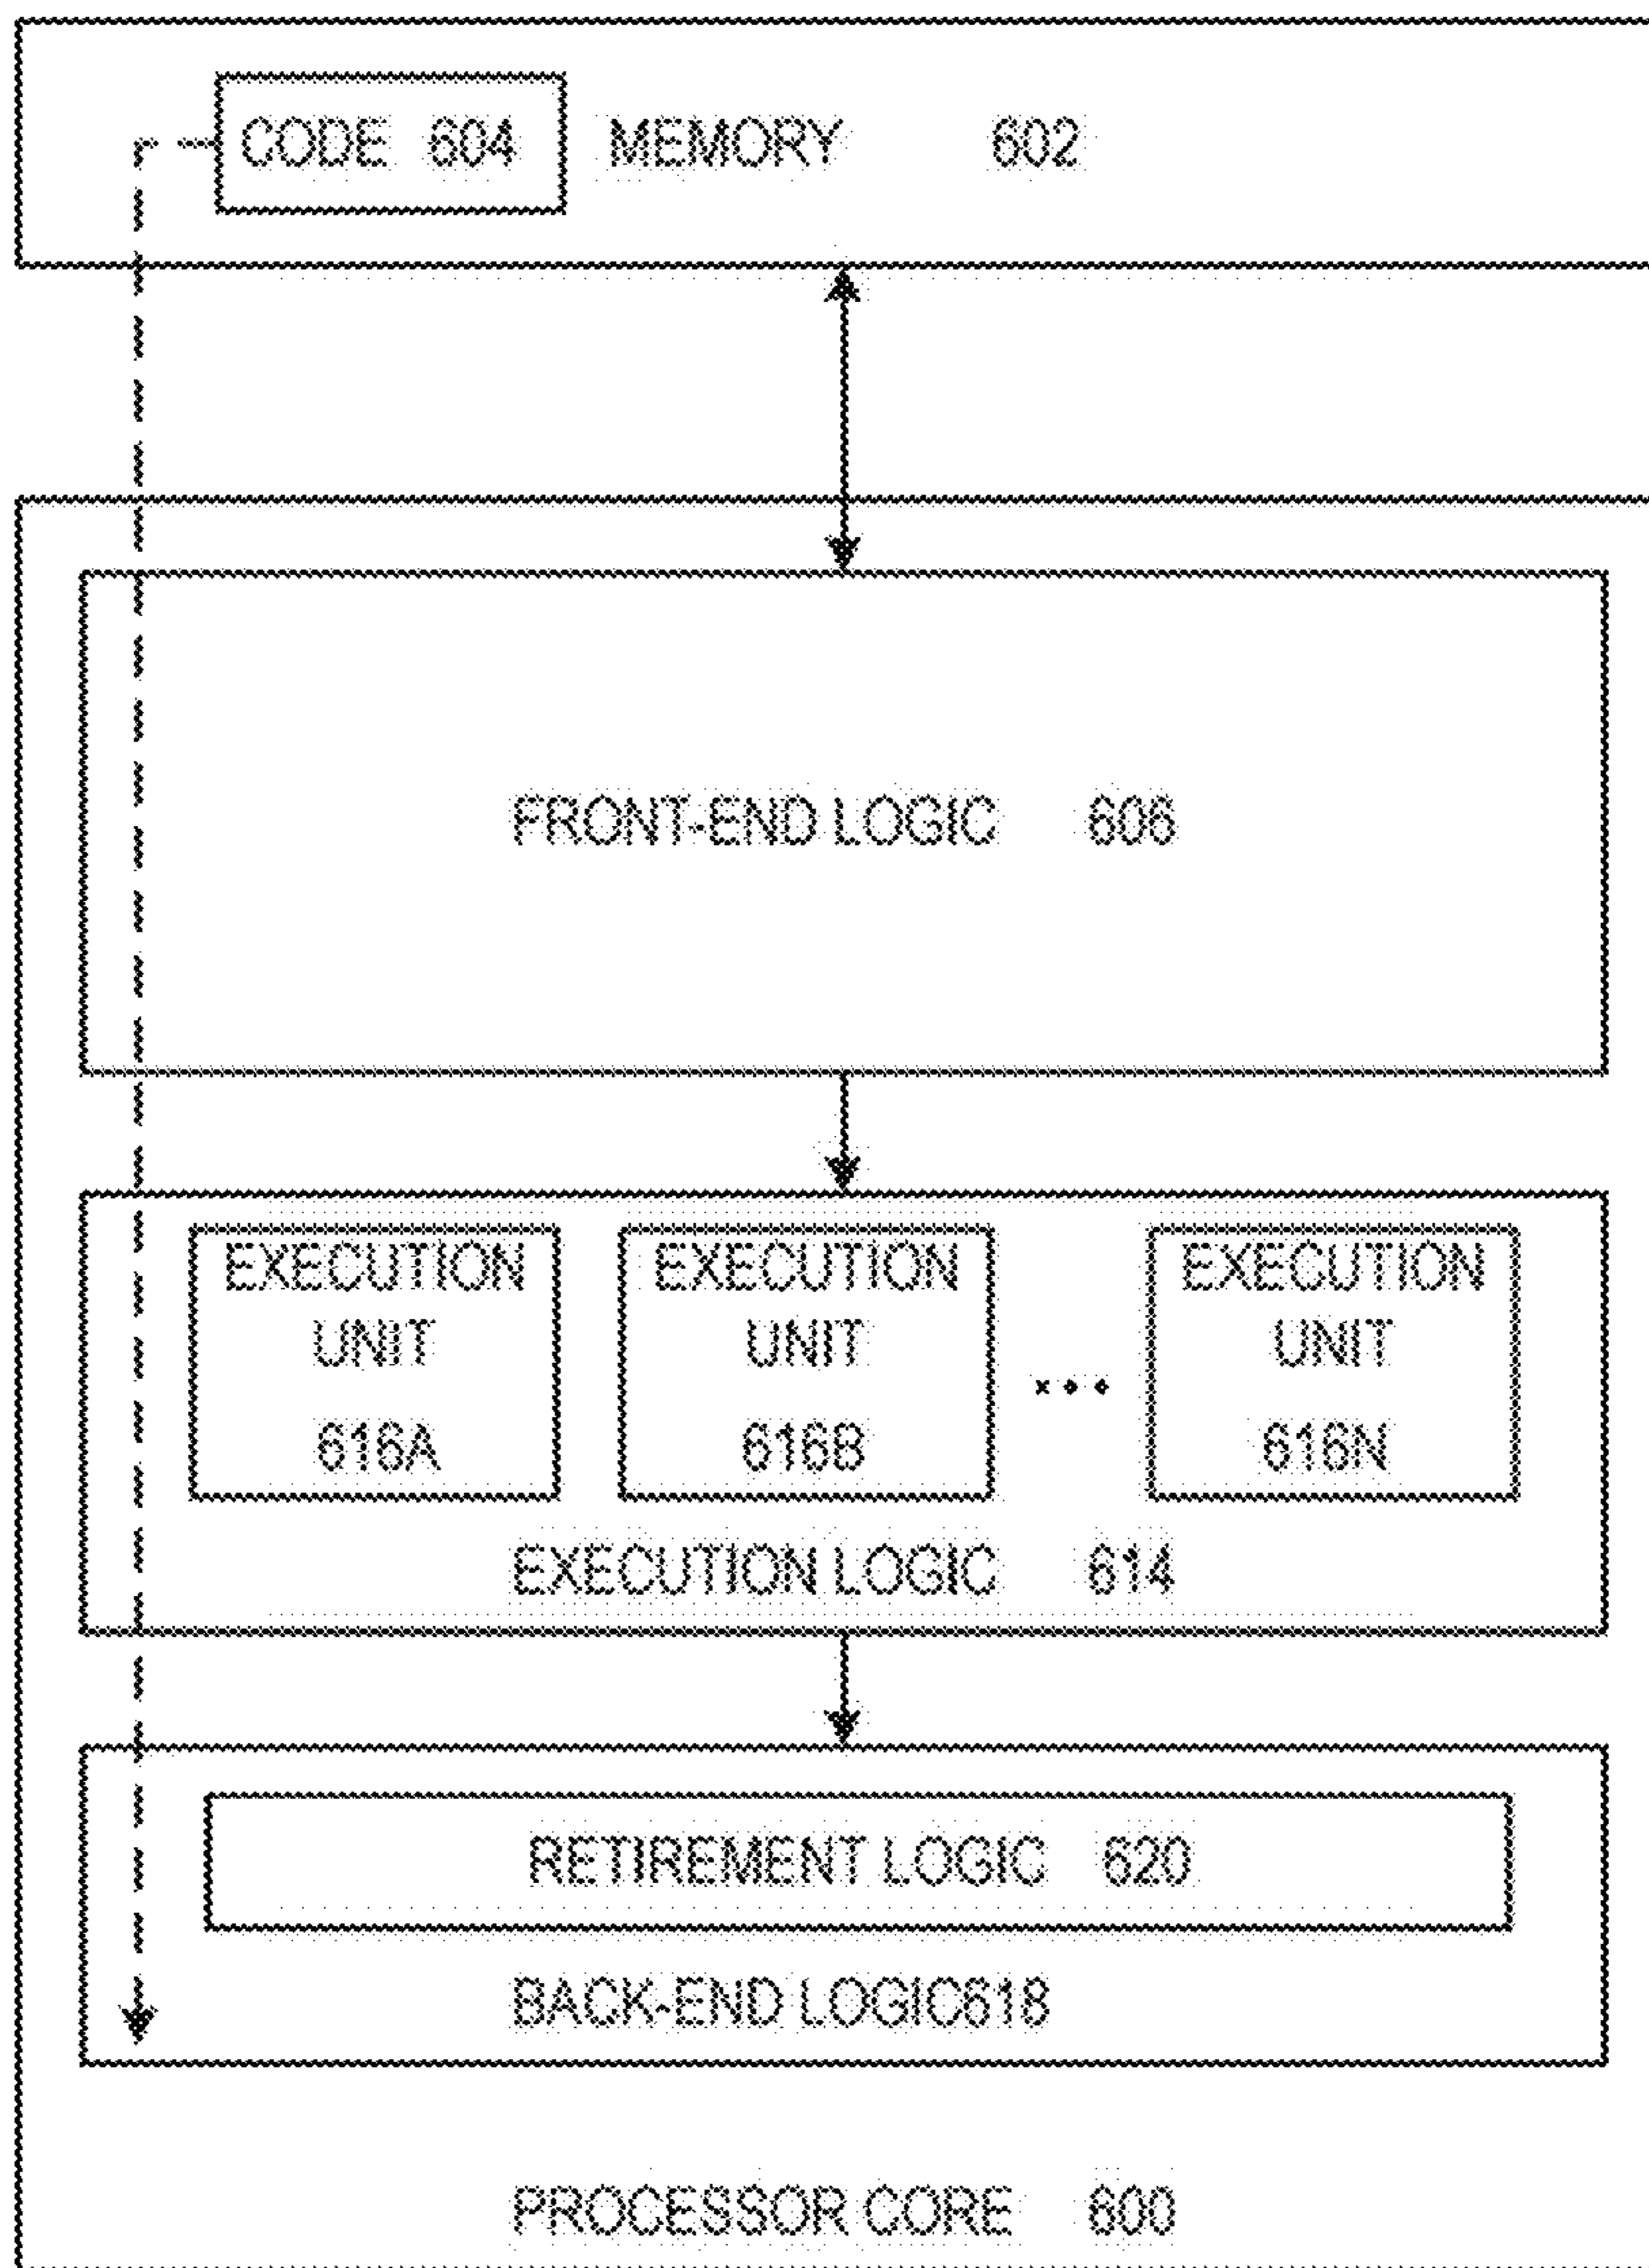 CODE 604 MEMORY 602
FRONT-END LOGIC 606
EXECUTION UNIT 616A
EXECUTION UNIT 616B
...
EXECUTION UNIT 616N
EXECUTION LOGIC 614
RETIREMENT LOGIC 620
BACK-END LOGIC618
PROCESSOR CORE 600